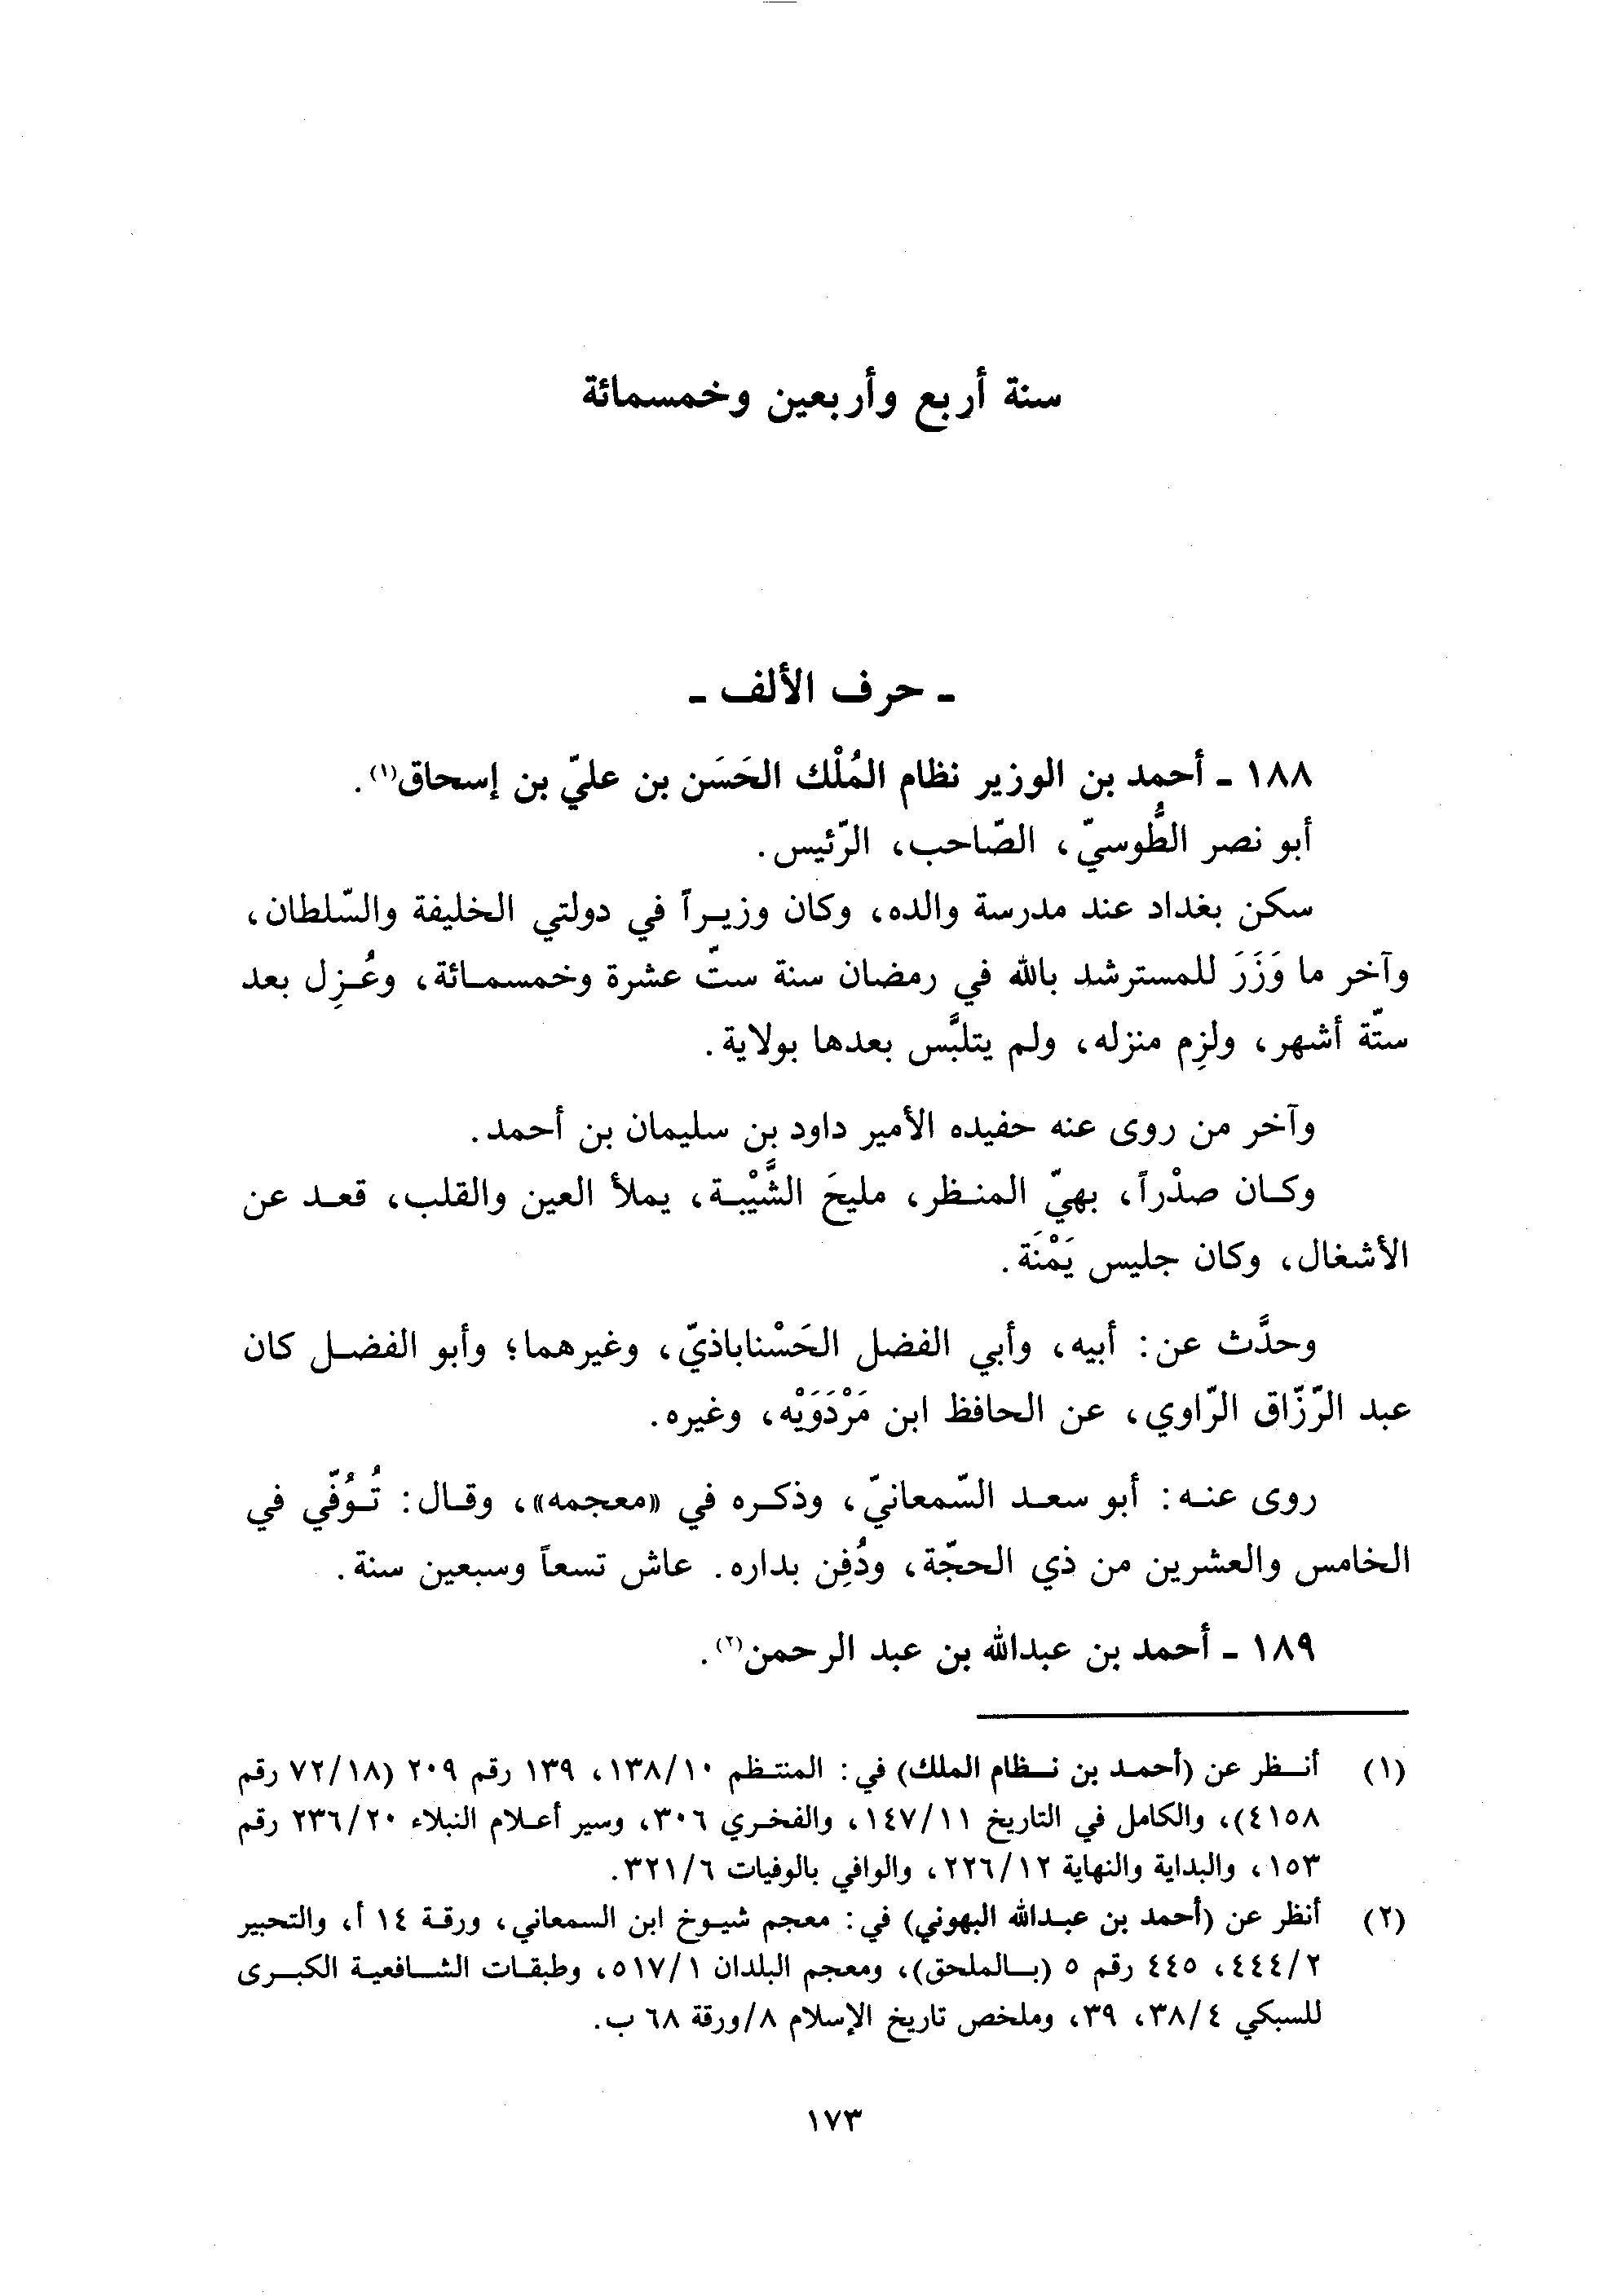 سنة أربع وأربعين وخمسمائة
ـ حرف الألف ـ
١٨٨ ـ أحمد بن الوزير نظام المُلْك الحَسَن بن عليّ بن إسحاق(١).
أبو نصر الطُّوسيّ، الصّاحب، الرّئيس.
سكن بغداد عند مدرسة والده، وكان وزيراً في دولتي الخليفة والسّلطان،
وآخر ما وَزَرَ للمسترشد بالله في رمضان سنة ستّ عشرة وخمسمائة، وعُزِل بعد
ستّة أشهر، ولزِم منزله، ولم يتلبَّس بعدها بولاية.
وآخر من روى عنه حفيده الأمير داود بن سليمان بن أحمد.
وكان صدْراً، بهيّ المنظر، مليحَ الشَّيْبة، يملأ العين والقلب، قعد عن
الأشغال، وكان جليس يَمْنَة.
وحدَّث عن: أبيه، وأبي الفضل الحَسْناباذيّ، وغيرهما؛ وأبو الفضل كان
عبد الرّزّاق الرّاوي، عن الحافظ ابن مَرْدَوَيْه، وغيره.
روى عنه: أبو سعد السّمعانيّ، وذكره في «معجمه»، وقال: تُوُفّي في
الخامس والعشرين من ذي الحجّة، ودُفِن بداره. عاش تسعاً وسبعين سنة.
١٨٩ ـ أحمد بن عبدالله بن عبد الرحمن(٢).
(١) أنظر عن (أحمد بن نظام الملك) في: المنتظم ١٣٨/١٠، ١٣٩ رقم ٢٠٩ (٧٢/١٨ رقم
٤١٥٨)، والكامل في التاريخ ١٤٧/١١، والفخري ٣٠٦، وسير أعلام النبلاء ٢٣٦/٢٠ رقم
١٥٣، والبداية والنهاية ٢٢٦/١٢، والوافي بالوفيات ٣٢١/٦.
(٢) أنظر عن (أحمد بن عبدالله البهوني) في: معجم شيوخ ابن السمعاني، ورقة ١٤ أ، والتحبير
٤٤٤/٢، ٤٤٥ رقم ٥ (بالملحق)، ومعجم البلدان ٥١٧/١، وطبقات الشافعية الكبرى
للسبكي ٣٨/٤، ٣٩، وملخص تاريخ الإسلام ٨/ورقة ٦٨ ب.
١٧٣